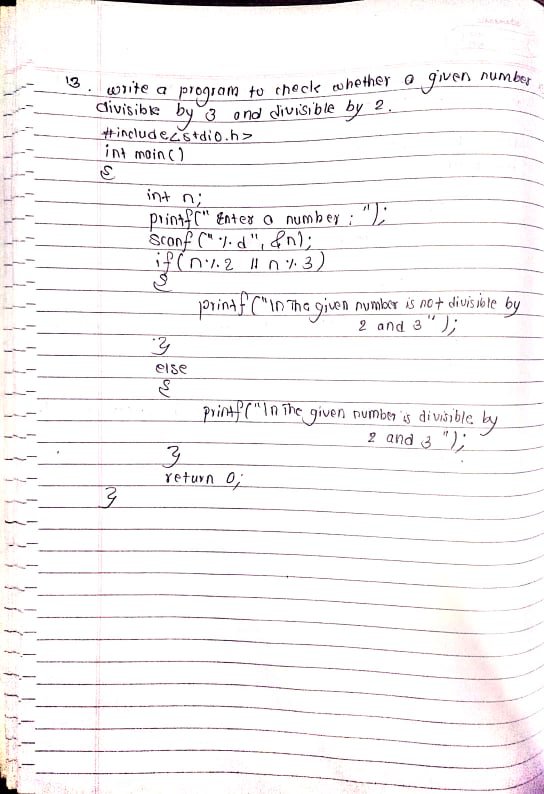 13. write a program to check whether a given number
divisible by 3 and divisible by 2.
#include<stdio.h>
int main()
{
int n;
printf(" Enter a number : ");
scanf ("%d", &n);
if(n%2 || n%3)
{
printf("\n The given number is not divisible by
2 and 3");
}
else
{
printf("\n The given number is divisible by
2 and 3");
}
return 0;
}